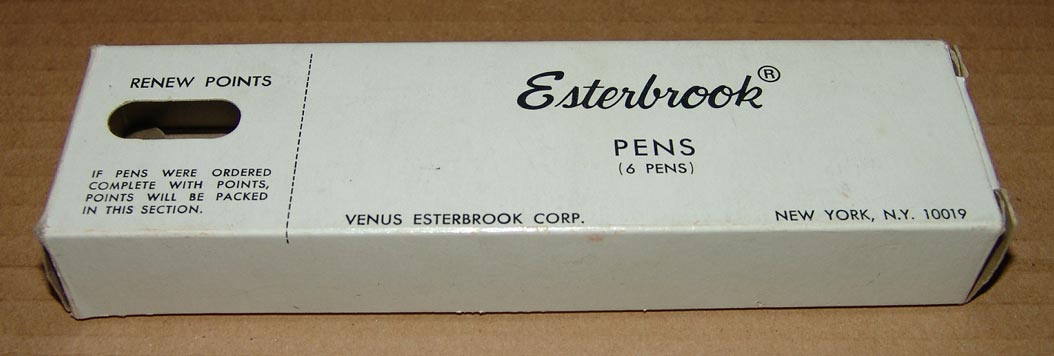 RENEW POINTS
IF PENS WERE ORDERED
COMPLETE WITH POINTS,
POINTS WILL BE PACKED
IN THIS SECTION.
Esterbrook®
PENS
(6 PENS)
VENUS ESTERBROOK CORP.
NEW YORK, N.Y. 10019